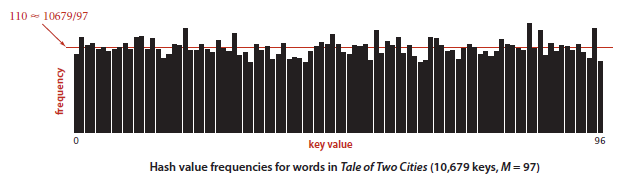 110 ≈ 10679/97
frequency
0
key value
96
Hash value frequencies for words in Tale of Two Cities (10,679 keys, M = 97)